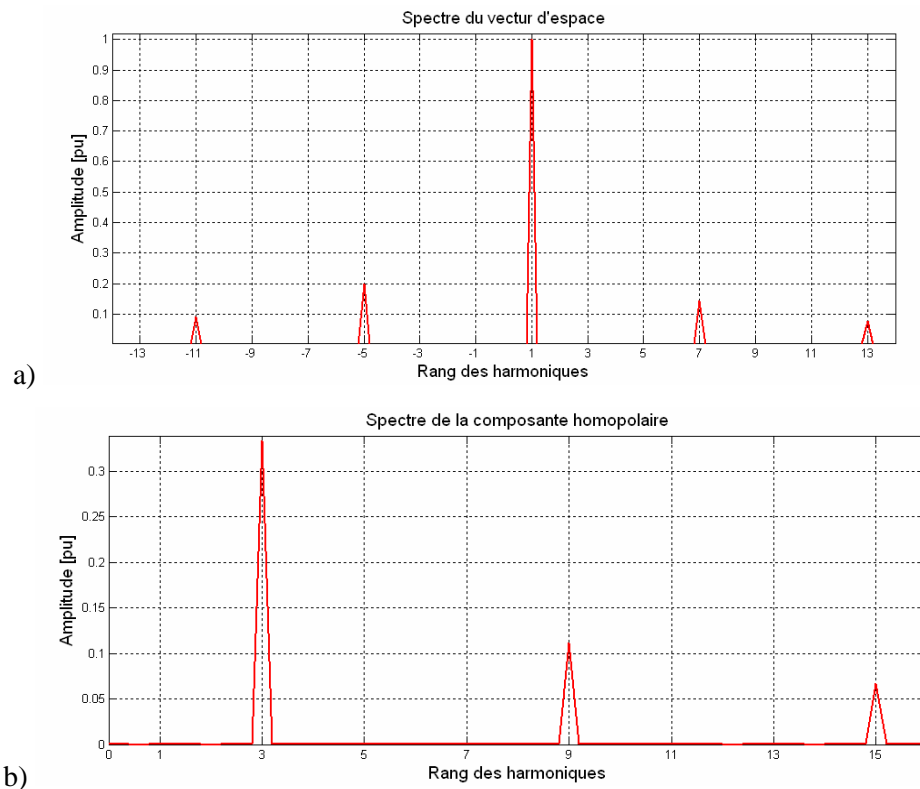 Spectre du vectur d'espace
Amplitude [pu]
1
0.9
0.8
0.7
0.6
0.5
0.4
0.3
0.2
0.1
-13 -11 -9 -7 -5 -3 -1 1 3 5 7 9 11 13
Rang des harmoniques
a)
Spectre de la composante homopolaire
Amplitude [pu]
0.3
0.25
0.2
0.15
0.1
0.05
0
0 1 3 5 7 9 11 13 15
Rang des harmoniques
b)